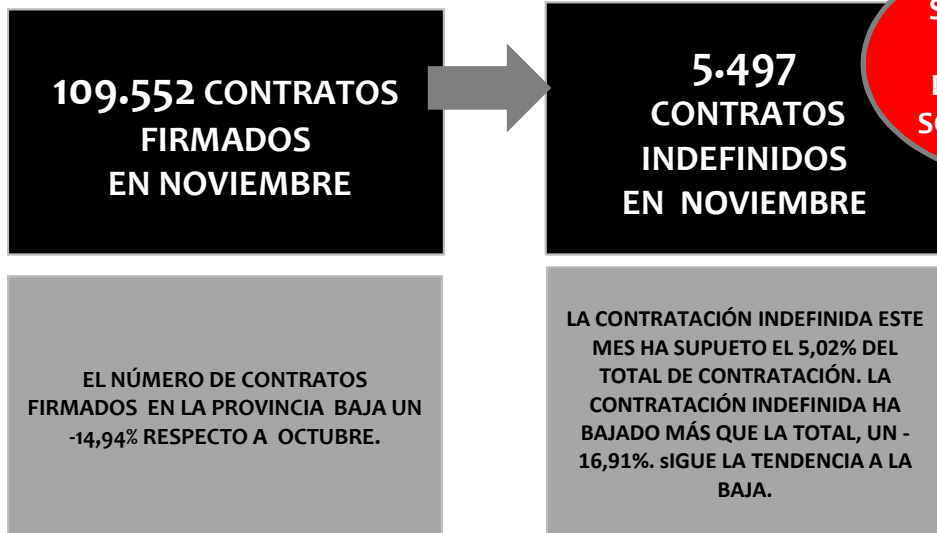 109.552 CONTRATOS
FIRMADOS
EN NOVIEMBRE
5.497
CONTRATOS
INDEFINIDOS
EN NOVIEMBRE
EL NÚMERO DE CONTRATOS
FIRMADOS EN LA PROVINCIA BAJA UN
-14,94% RESPECTO A OCTUBRE.
LA CONTRATACIÓN INDEFINIDA ESTE
MES HA SUPUETO EL 5,02% DEL
TOTAL DE CONTRATACIÓN. LA
CONTRATACIÓN INDEFINIDA HA
BAJADO MÁS QUE LA TOTAL, UN -
16,91%. sIGUE LA TENDENCIA A LA
BAJA.